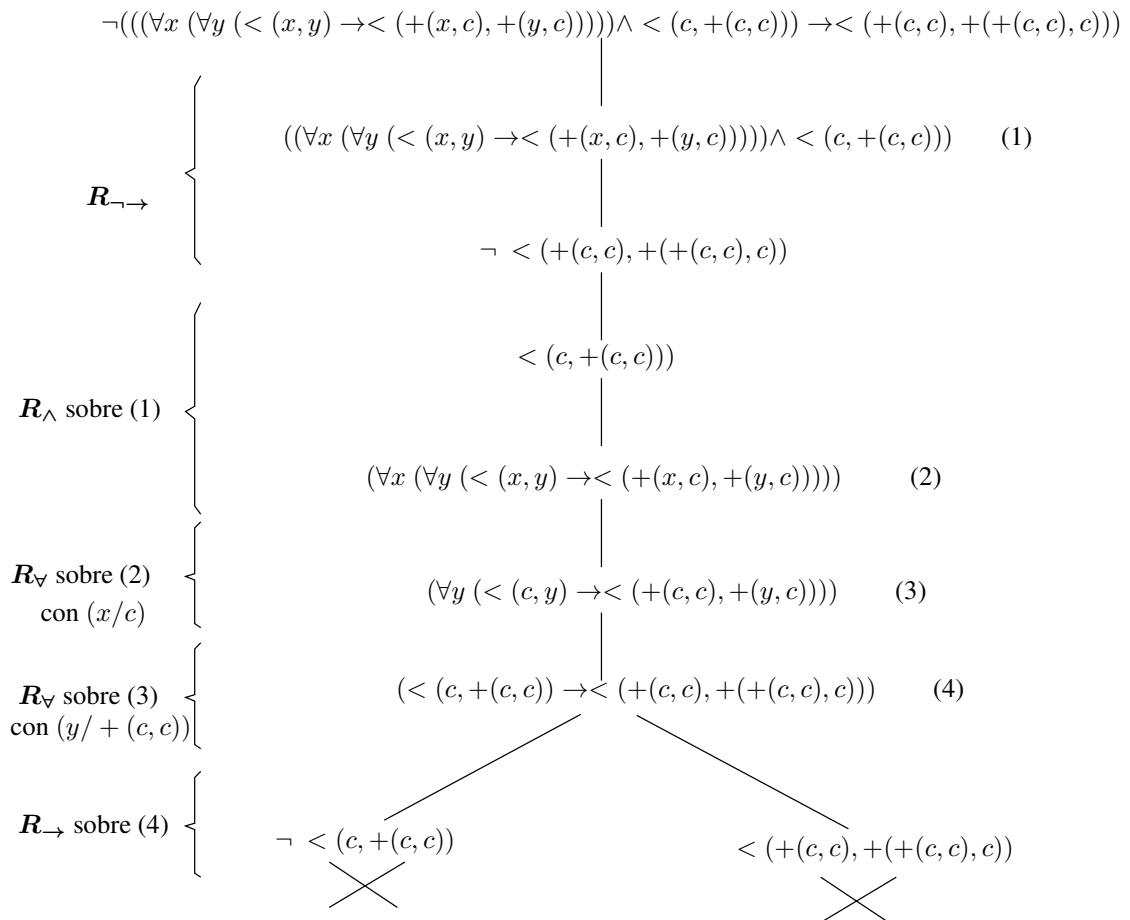 ¬(((∀x (∀y (< (x, y) →< (+(x, c), +(y, c)))))∧ < (c, +(c, c))) →< (+(c, c), +(+(c, c), c)))
((∀x (∀y (< (x, y) →< (+(x, c), +(y, c)))))∧ < (c, +(c, c))) (1)
R¬→
¬ < (+(c, c), +(+(c, c), c))
< (c, +(c, c)))
R∧ sobre (1)
(∀x (∀y (< (x, y) →< (+(x, c), +(y, c))))) (2)
R∀ sobre (2)
con (x/c)
(∀y (< (c, y) →< (+(c, c), +(y, c)))) (3)
R∀ sobre (3)
con (y/ + (c, c))
(< (c, +(c, c)) →< (+(c, c), +(+(c, c), c))) (4)
R→ sobre (4)
¬ < (c, +(c, c))
< (+(c, c), +(+(c, c), c))